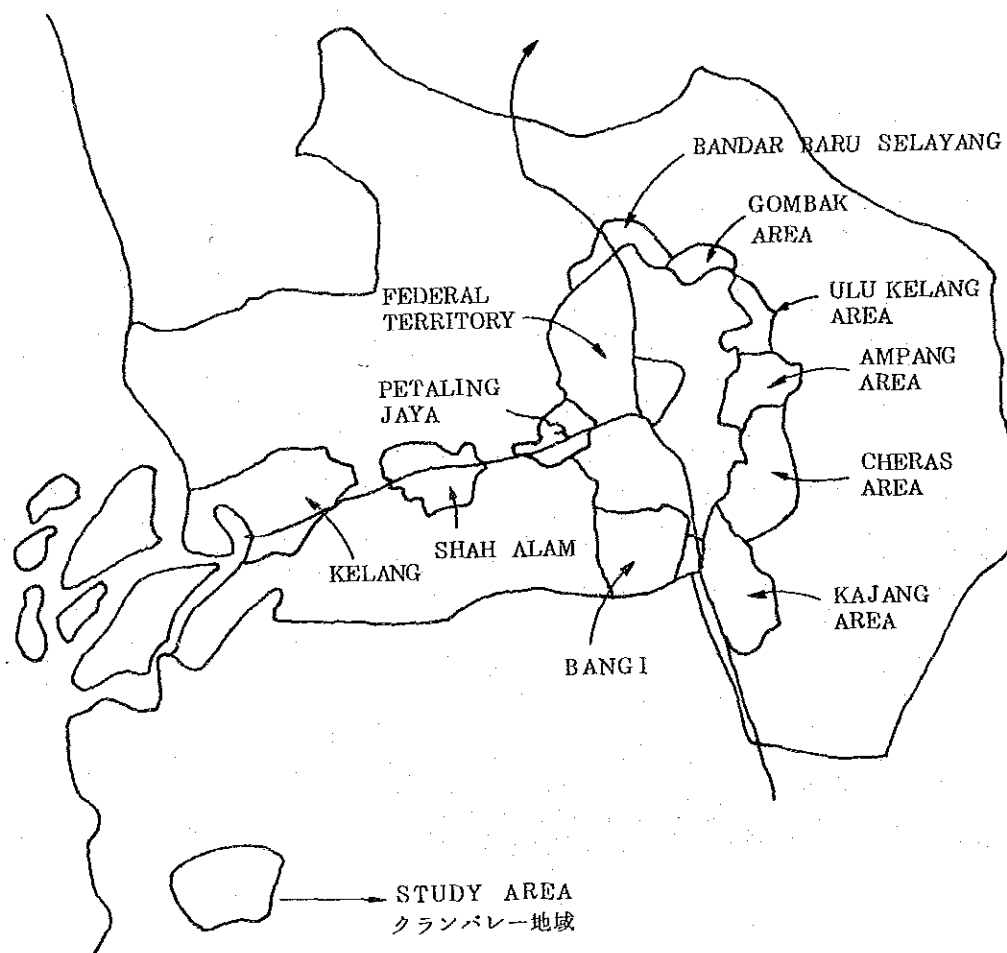 BANDAR BARU SELAYANG
GOMBAK
AREA
FEDERAL
TERRITORY
ULU KELANG
AREA
AMPANG
AREA
PETALING
JAYA
CHERAS
AREA
SHAH ALAM
KELANG
KAJANG
AREA
BANGI
STUDY AREA
クランバレー地域